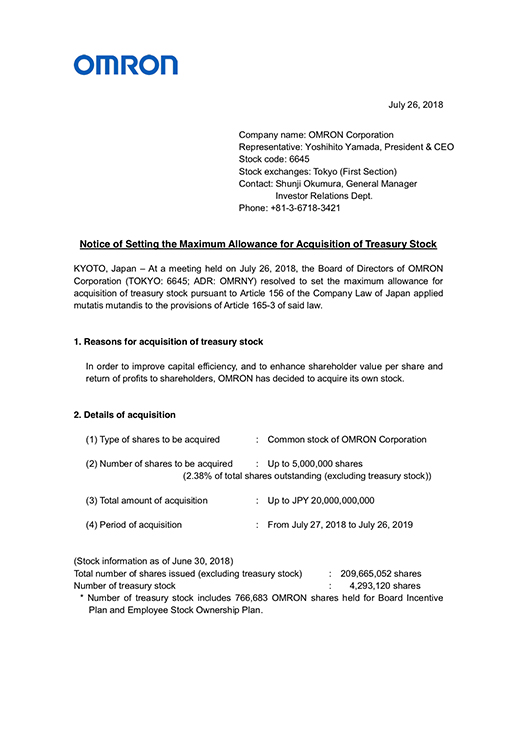 OMRON
July 26, 2018
Company name: OMRON Corporation
Representative: Yoshihito Yamada, President & CEO
Stock code: 6645
Stock exchanges: Tokyo (First Section)
Contact: Shunji Okumura, General Manager
Investor Relations Dept.
Phone: +81-3-6718-3421
Notice of Setting the Maximum Allowance for Acquisition of Treasury Stock
KYOTO, Japan – At a meeting held on July 26, 2018, the Board of Directors of OMRON
Corporation (TOKYO: 6645; ADR: OMRNY) resolved to set the maximum allowance for
acquisition of treasury stock pursuant to Article 156 of the Company Law of Japan applied
mutatis mutandis to the provisions of Article 165-3 of said law.
1. Reasons for acquisition of treasury stock
In order to improve capital efficiency, and to enhance shareholder value per share and
return of profits to shareholders, OMRON has decided to acquire its own stock.
2. Details of acquisition
(1) Type of shares to be acquired : Common stock of OMRON Corporation
(2) Number of shares to be acquired : Up to 5,000,000 shares
(2.38% of total shares outstanding (excluding treasury stock))
(3) Total amount of acquisition : Up to JPY 20,000,000,000
(4) Period of acquisition : From July 27, 2018 to July 26, 2019
(Stock information as of June 30, 2018)
Total number of shares issued (excluding treasury stock) : 209,665,052 shares
Number of treasury stock : 4,293,120 shares
* Number of treasury stock includes 766,683 OMRON shares held for Board Incentive
Plan and Employee Stock Ownership Plan.